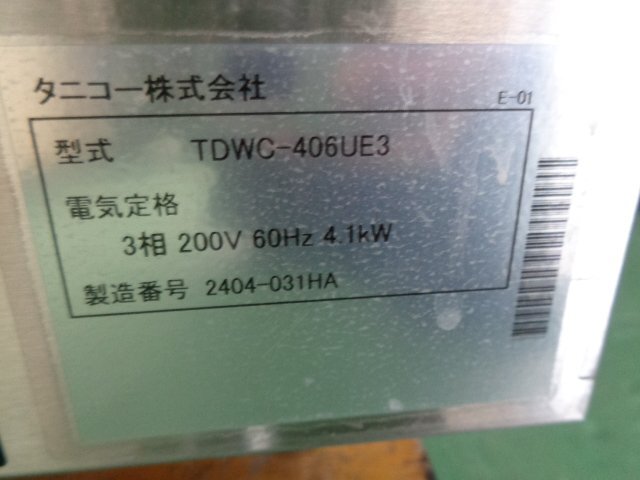 タニコー株式会社
E-01
型式 TDWC-406UE3
電気定格
3相 200V 60Hz 4.1kW
製造番号 2404-031HA